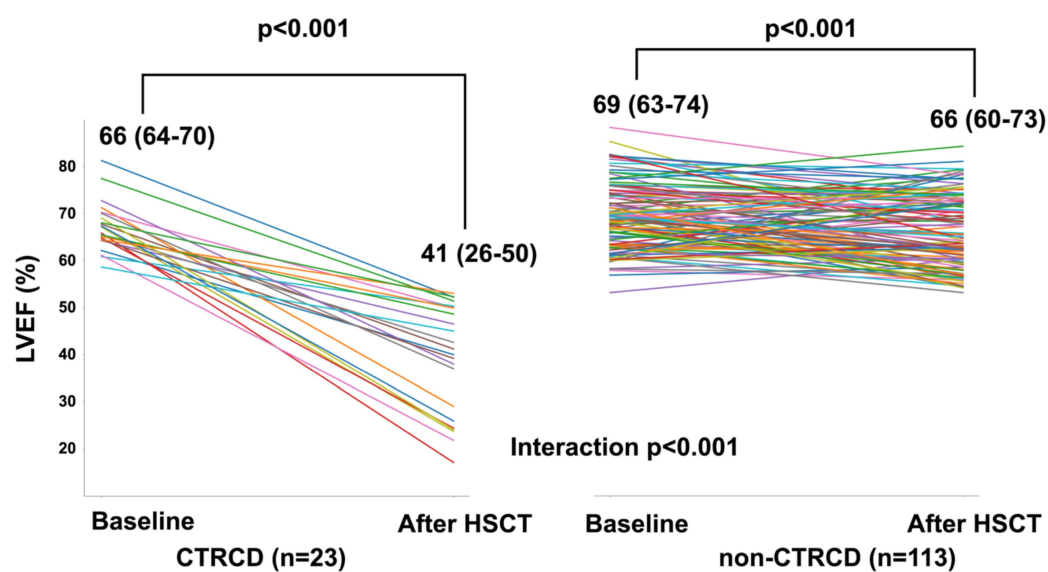 p<0.001
p<0.001
66 (64-70)
69 (63-74)
66 (60-73)
41 (26-50)
LVEF (%)
80
70
60
50
40
30
20
Interaction p<0.001
Baseline
After HSCT
Baseline
After HSCT
CTRCD (n=23)
non-CTRCD (n=113)